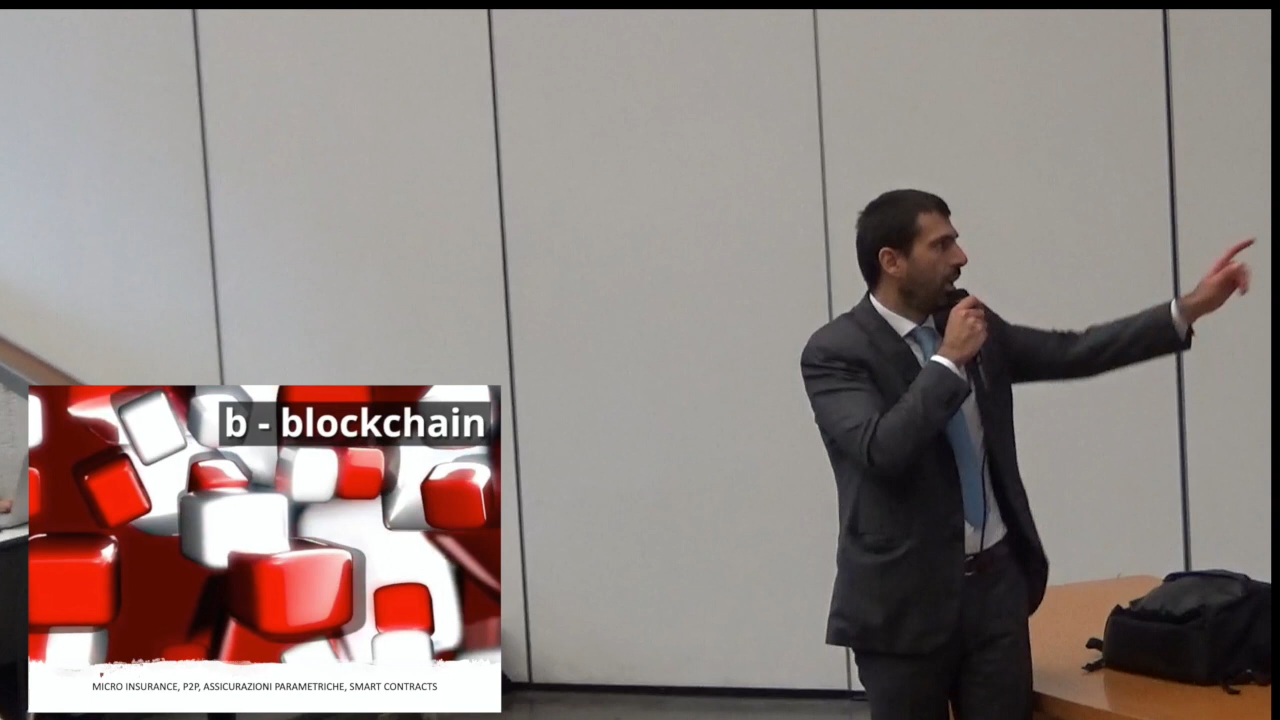 b - blockchain
MICRO INSURANCE, P2P, ASSICURAZIONI PARAMETRICHE, SMART CONTRACTS